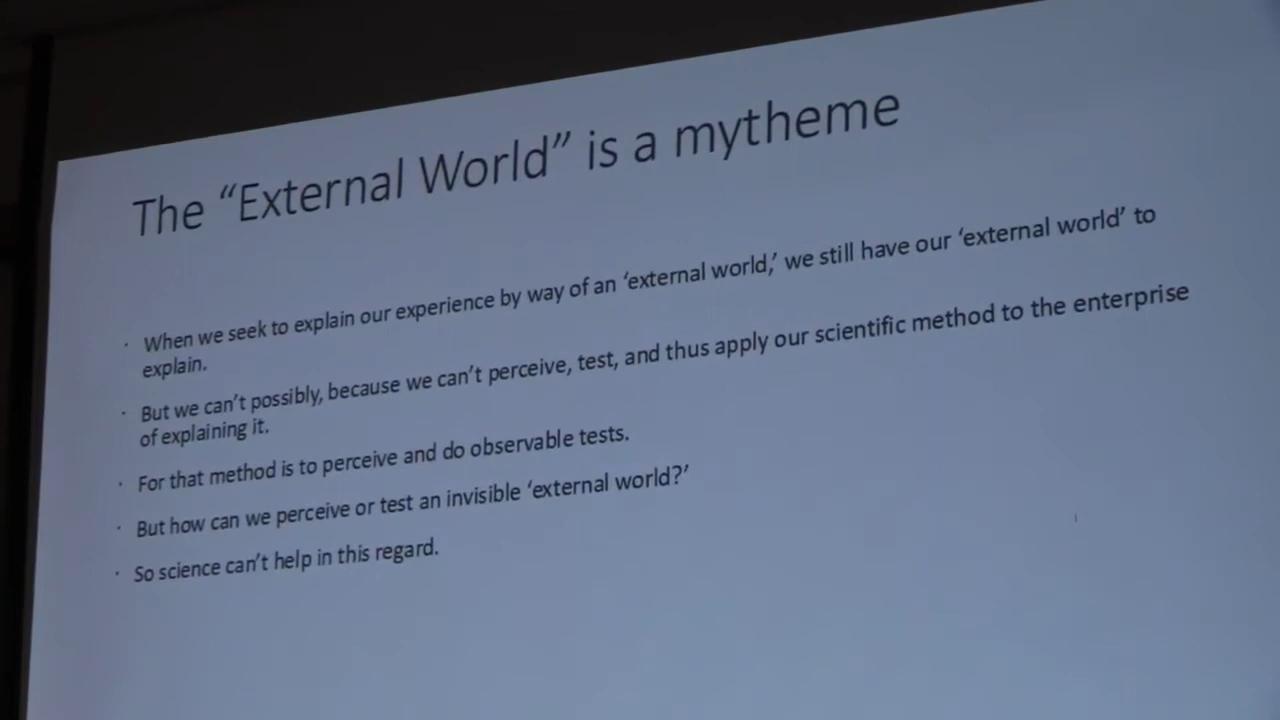 The “External World” is a mytheme
· When we seek to explain our experience by way of an ‘external world,’ we still have our ‘external world’ to
explain.
· But we can’t possibly, because we can’t perceive, test, and thus apply our scientific method to the enterprise
of explaining it.
· For that method is to perceive and do observable tests.
· But how can we perceive or test an invisible ‘external world?’
· So science can’t help in this regard.